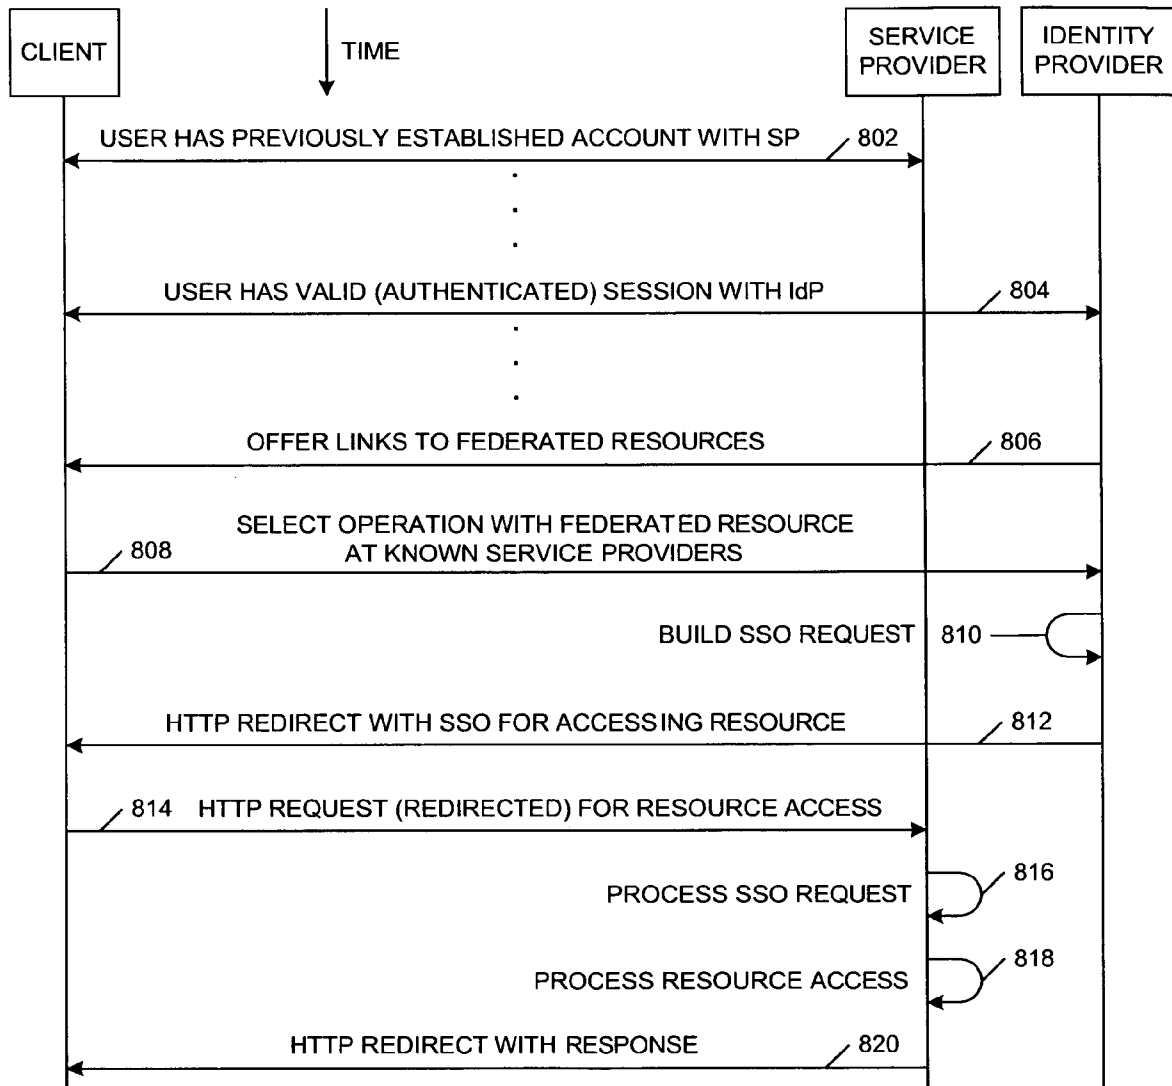 CLIENT
TIME
SERVICE
PROVIDER
IDENTITY
PROVIDER
USER HAS PREVIOUSLY ESTABLISHED ACCOUNT WITH SP
802
USER HAS VALID (AUTHENTICATED) SESSION WITH IdP
804
OFFER LINKS TO FEDERATED RESOURCES
806
808
SELECT OPERATION WITH FEDERATED RESOURCE
AT KNOWN SERVICE PROVIDERS
BUILD SSO REQUEST
810
HTTP REDIRECT WITH SSO FOR ACCESSING RESOURCE
812
814
HTTP REQUEST (REDIRECTED) FOR RESOURCE ACCESS
PROCESS SSO REQUEST
816
PROCESS RESOURCE ACCESS
818
HTTP REDIRECT WITH RESPONSE
820